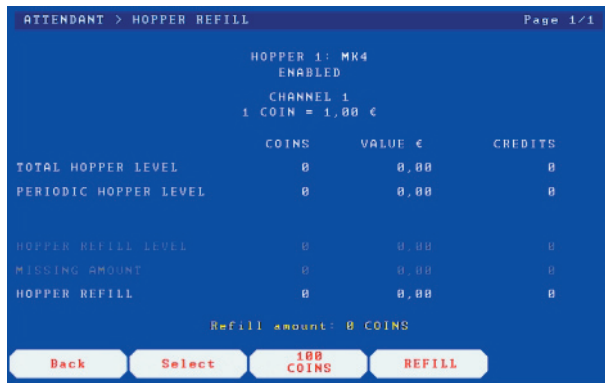 ATTENDANT > HOPPER REFILL Page 1/1
HOPPER 1: MK4
ENABLED
CHANNEL 1
1 COIN = 1,00 €
COINS VALUE € CREDITS
TOTAL HOPPER LEVEL 0 0,00 0
PERIODIC HOPPER LEVEL 0 0,00 0
HOPPER REFILL LEVEL 0 0,00 0
MISSING AMOUNT 0 0,00 0
HOPPER REFILL 0 0,00 0
Refill amount: 0 COINS
Back Select 100 COINS REFILL